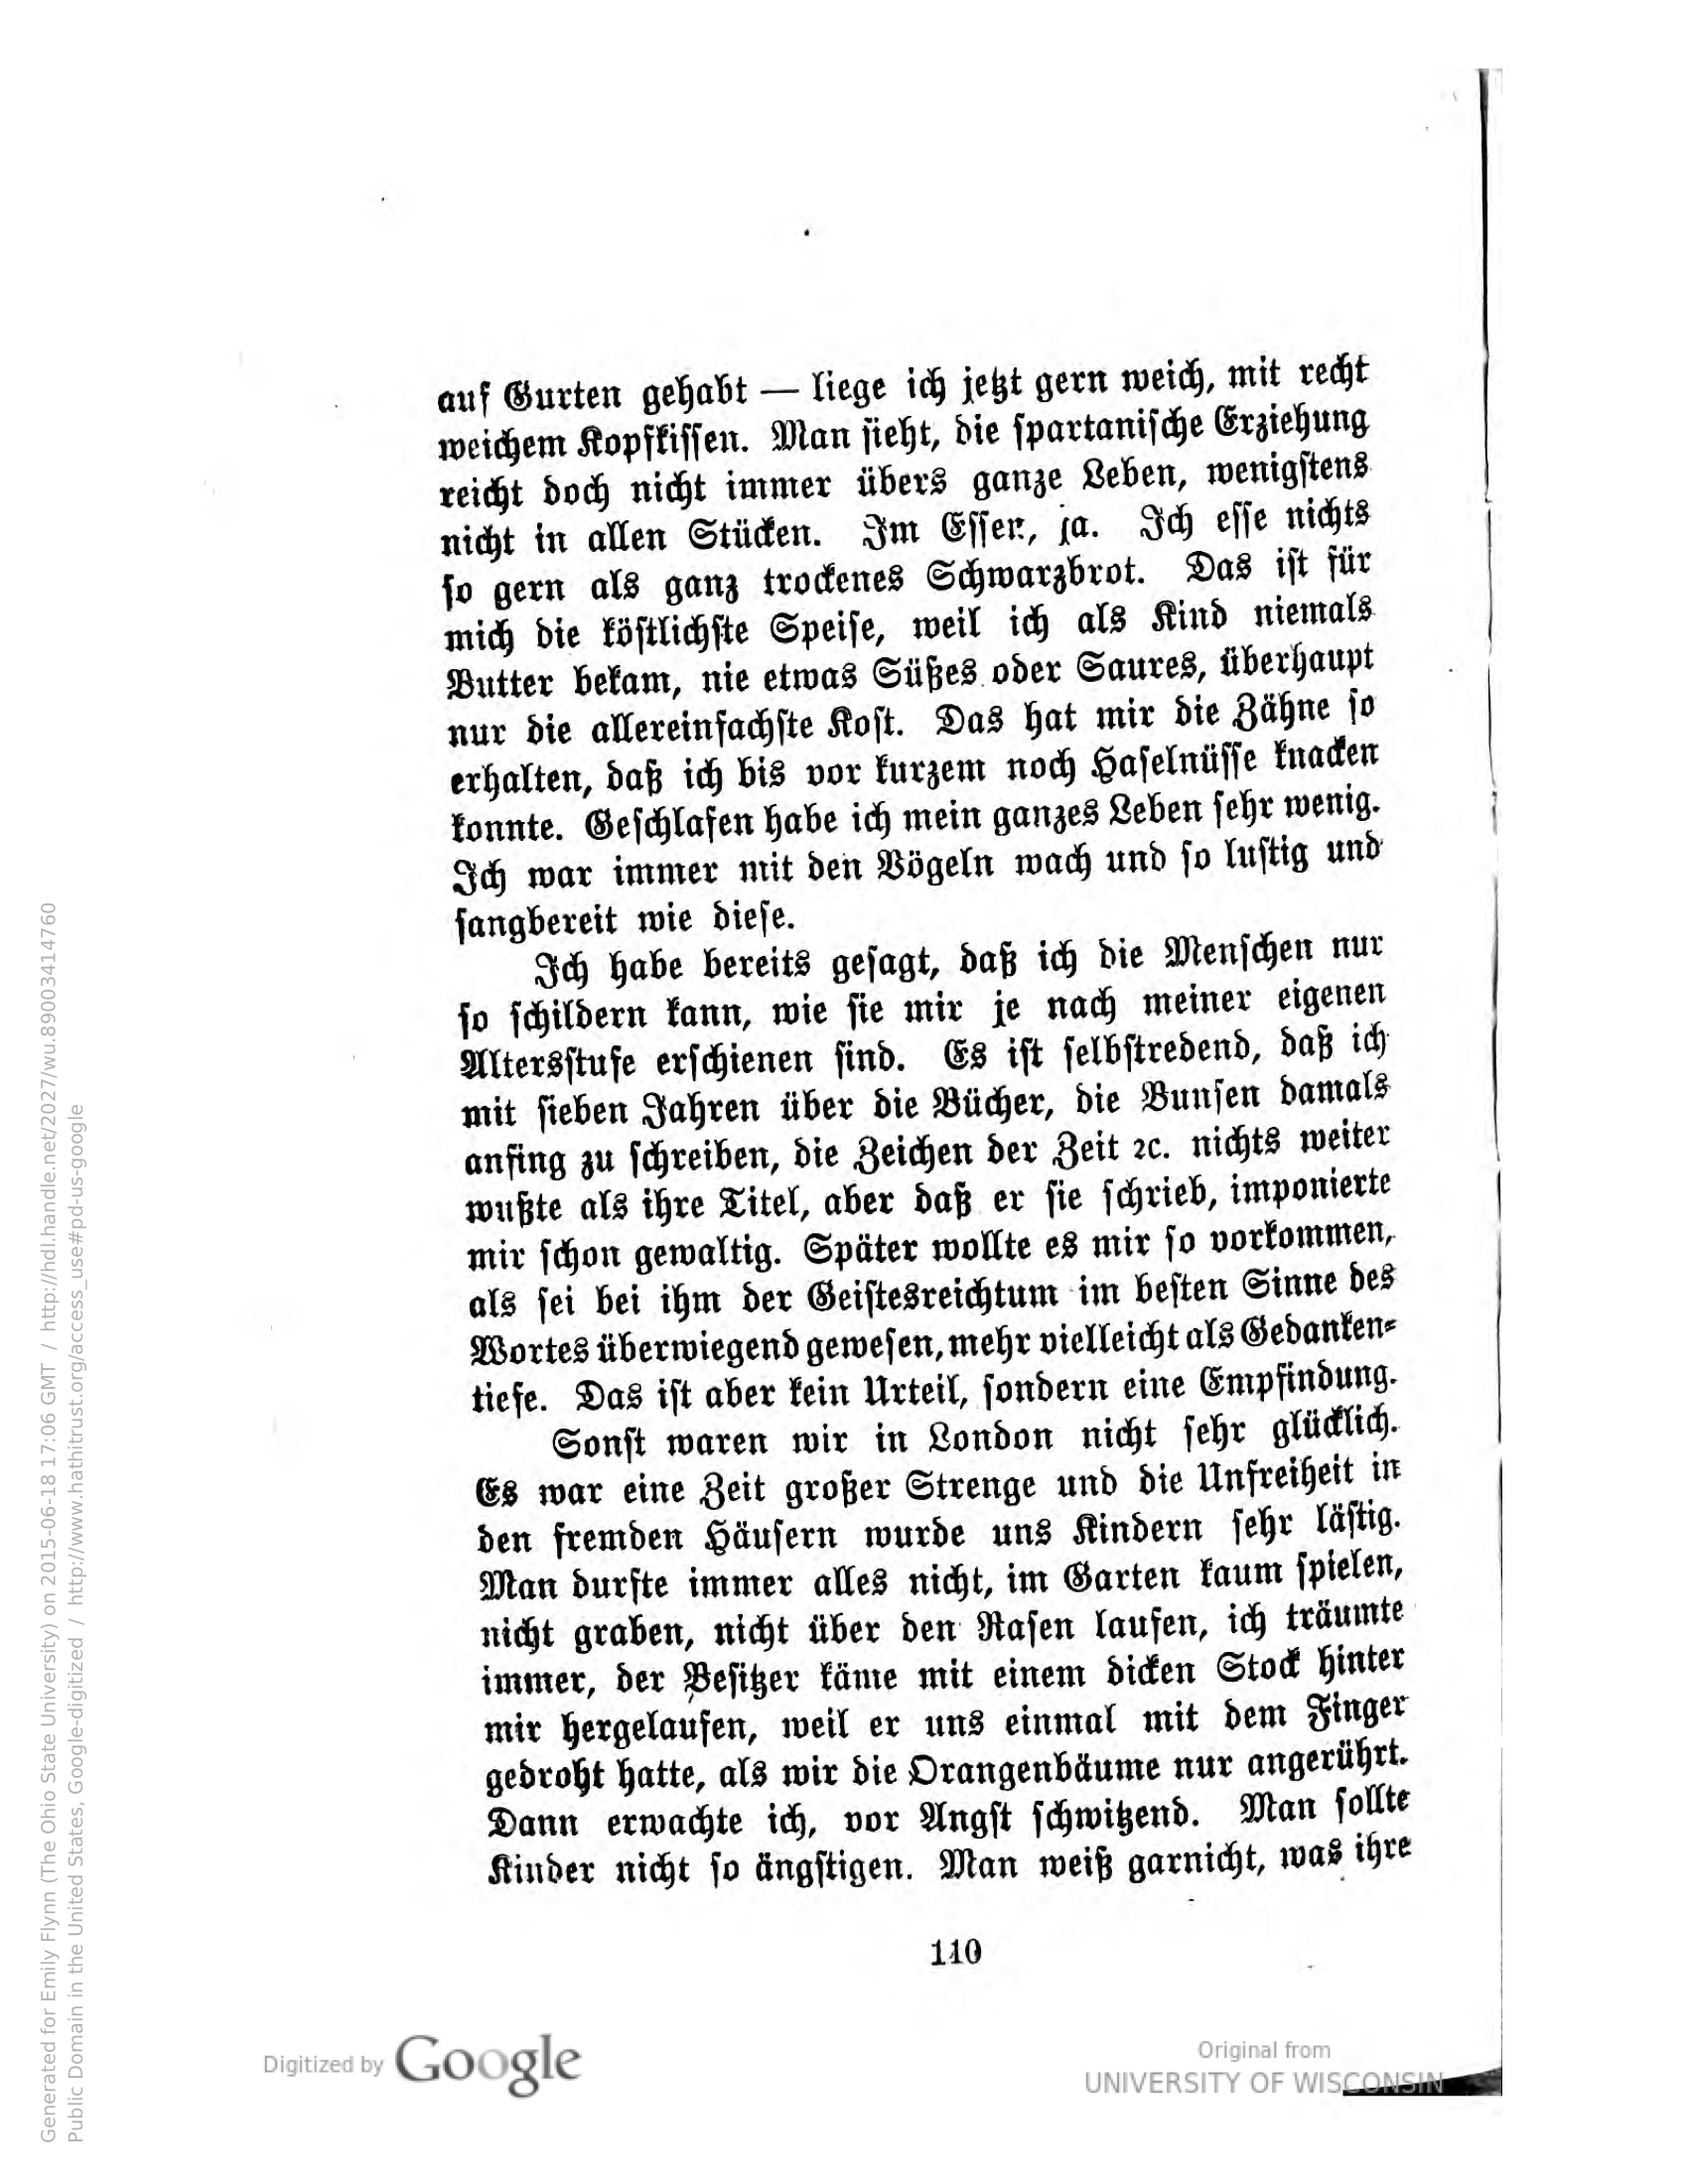 auf Gurten gehabt — liege ich jetzt gern weich, mit recht
weichem Kopfkissen. Man sieht, die spartanische Erziehung
reicht doch nicht immer übers ganze Leben, wenigstens
nicht in allen Stücken. Im Essen, ja. Ich esse nichts
so gern als ganz trockenes Schwarzbrot. Das ist für
mich die köstlichste Speise, weil ich als Kind niemals
Butter bekam, nie etwas Süßes oder Saures, überhaupt
nur die allereinfachste Kost. Das hat mir die Zähne so
erhalten, daß ich bis vor kurzem noch Haselnüsse knacken
konnte. Geschlafen habe ich mein ganzes Leben sehr wenig.
Ich war immer mit den Vögeln wach und so lustig und
sangbereit wie diese.
Ich habe bereits gesagt, daß ich die Menschen nur
so schildern kann, wie sie mir je nach meiner eigenen
Altersstufe erschienen sind. Es ist selbstredend, daß ich
mit sieben Jahren über die Bücher, die Bunsen damals
anfing zu schreiben, die Zeichen der Zeit ꝛc. nichts weiter
wußte als ihre Titel, aber daß er sie schrieb, imponierte
mir schon gewaltig. Später wollte es mir so vorkommen,
als sei bei ihm der Geistesreichtum im besten Sinne des
Wortes überwiegend gewesen, mehr vielleicht als Gedanken-
tiefe. Das ist aber kein Urteil, sondern eine Empfindung.
Sonst waren wir in London nicht sehr glücklich.
Es war eine Zeit großer Strenge und die Unfreiheit in
den fremden Häusern wurde uns Kindern sehr lästig.
Man durfte immer alles nicht, im Garten kaum spielen,
nicht graben, nicht über den Rasen laufen, ich träumte
immer, der Besitzer käme mit einem dicken Stock hinter
mir hergelaufen, weil er uns einmal mit dem Finger
gedroht hatte, als wir die Orangenbäume nur angerührt.
Dann erwachte ich, vor Angst schwitzend. Man sollte
Kinder nicht so ängstigen. Man weiß garnicht, was ihre
110
Digitized by Google
Original from
UNIVERSITY OF WISCONSIN
Generated for Emily Flynn (The Ohio State University) on 2015-06-18 17:06 GMT / http://hdl.handle.net/2027/wu.89003414760
Public Domain in the United States, Google-digitized / http://www.hathitrust.org/access_use#pd-us-google